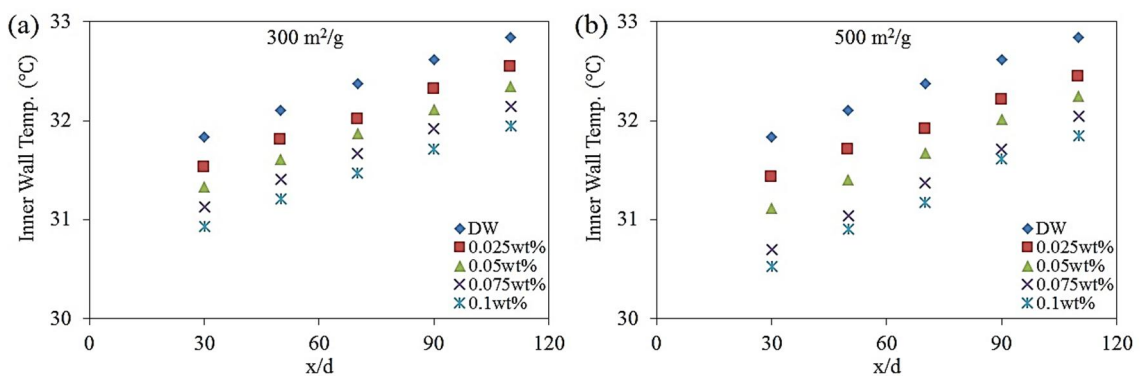 (a)
300 m²/g
Inner Wall Temp. (°C)
33
32
31
30
0
30
60
90
120
x/d
DW
0.025wt%
0.05wt%
0.075wt%
0.1wt%
(b)
500 m²/g
Inner Wall Temp. (°C)
33
32
31
30
0
30
60
90
120
x/d
DW
0.025wt%
0.05wt%
0.075wt%
0.1wt%